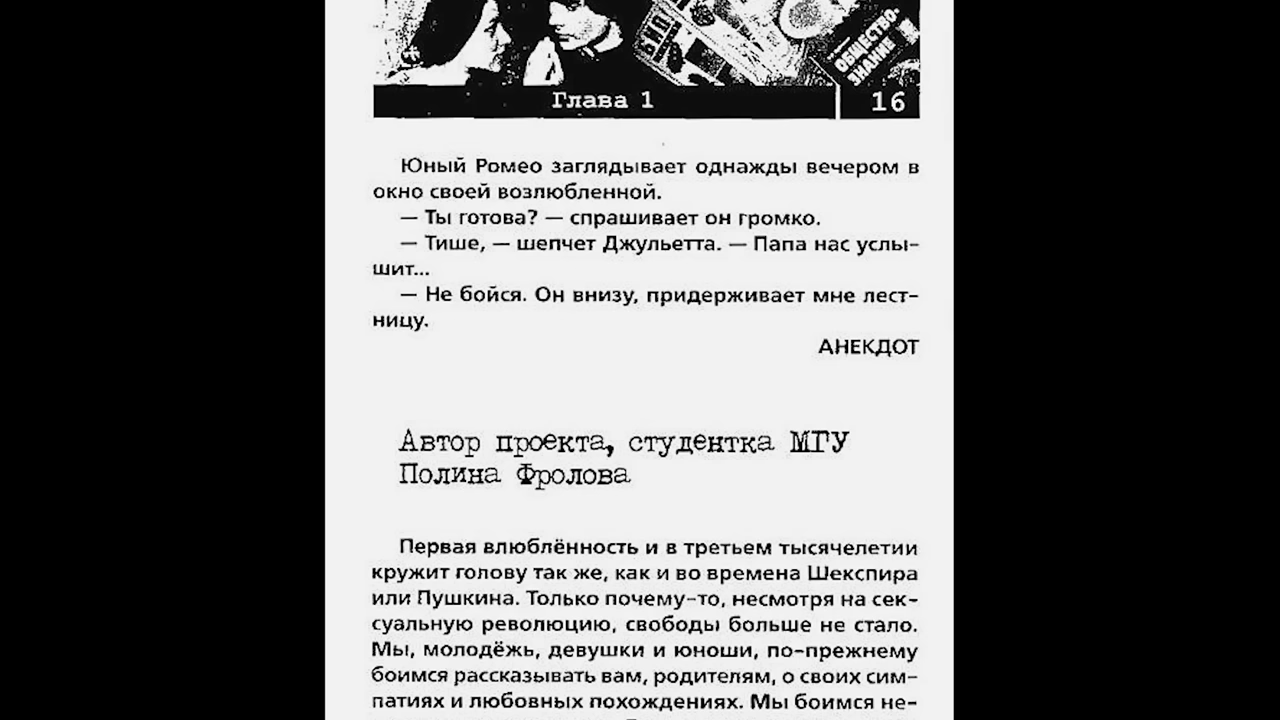 ОБЩЕСТВО-
ЗНАНИЕ
Глава 1
16
Юный Ромео заглядывает однажды вечером в
окно своей возлюбленной.
— Ты готова? — спрашивает он громко.
— Тише, — шепчет Джульетта. — Папа нас услы-
шит...
— Не бойся. Он внизу, придерживает мне лест-
ницу.
АНЕКДОТ
Автор проекта, студентка МГУ
Полина Фролова
Первая влюблённость и в третьем тысячелетии
кружит голову так же, как и во времена Шекспира
или Пушкина. Только почему-то, несмотря на сек-
суальную революцию, свободы больше не стало.
Мы, молодёжь, девушки и юноши, по-прежнему
боимся рассказывать вам, родителям, о своих сим-
патиях и любовных похождениях. Мы боимся не-